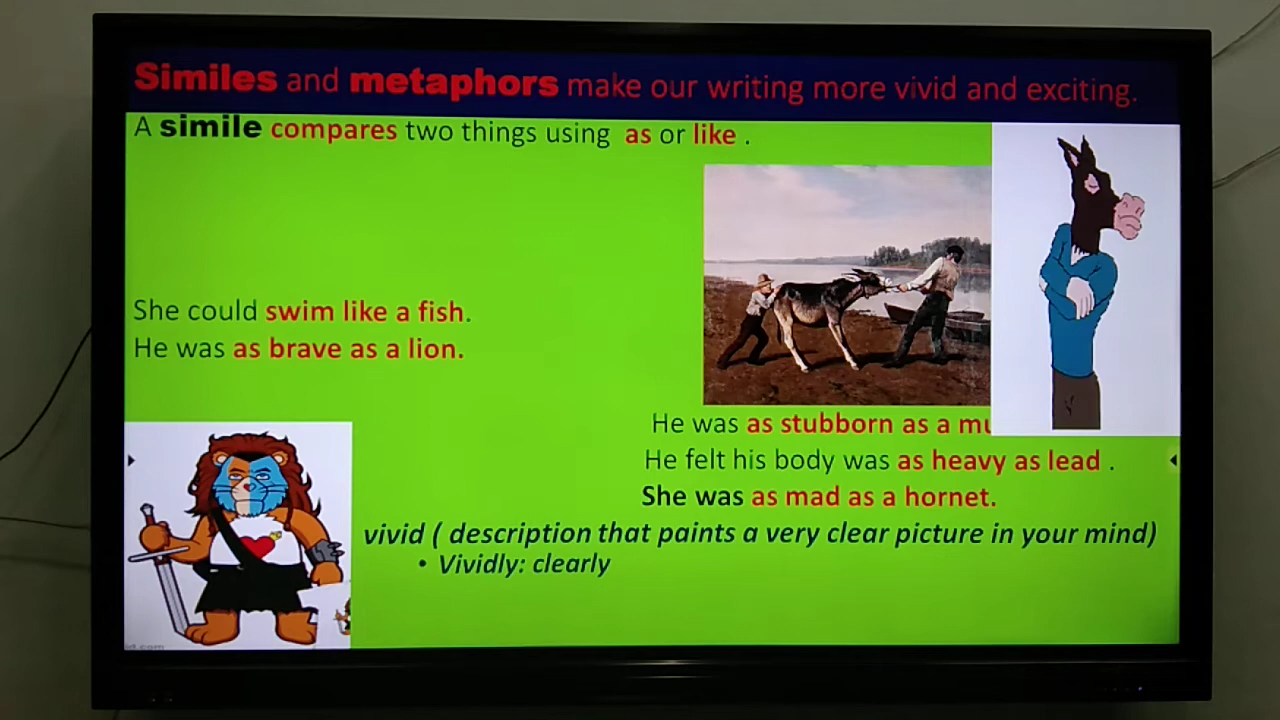 Similes and metaphors make our writing more vivid and exciting.
A simile compares two things using as or like .
She could swim like a fish.
He was as brave as a lion.
He was as stubborn as a mu
He felt his body was as heavy as lead .
She was as mad as a hornet.
vivid ( description that paints a very clear picture in your mind)
• Vividly: clearly